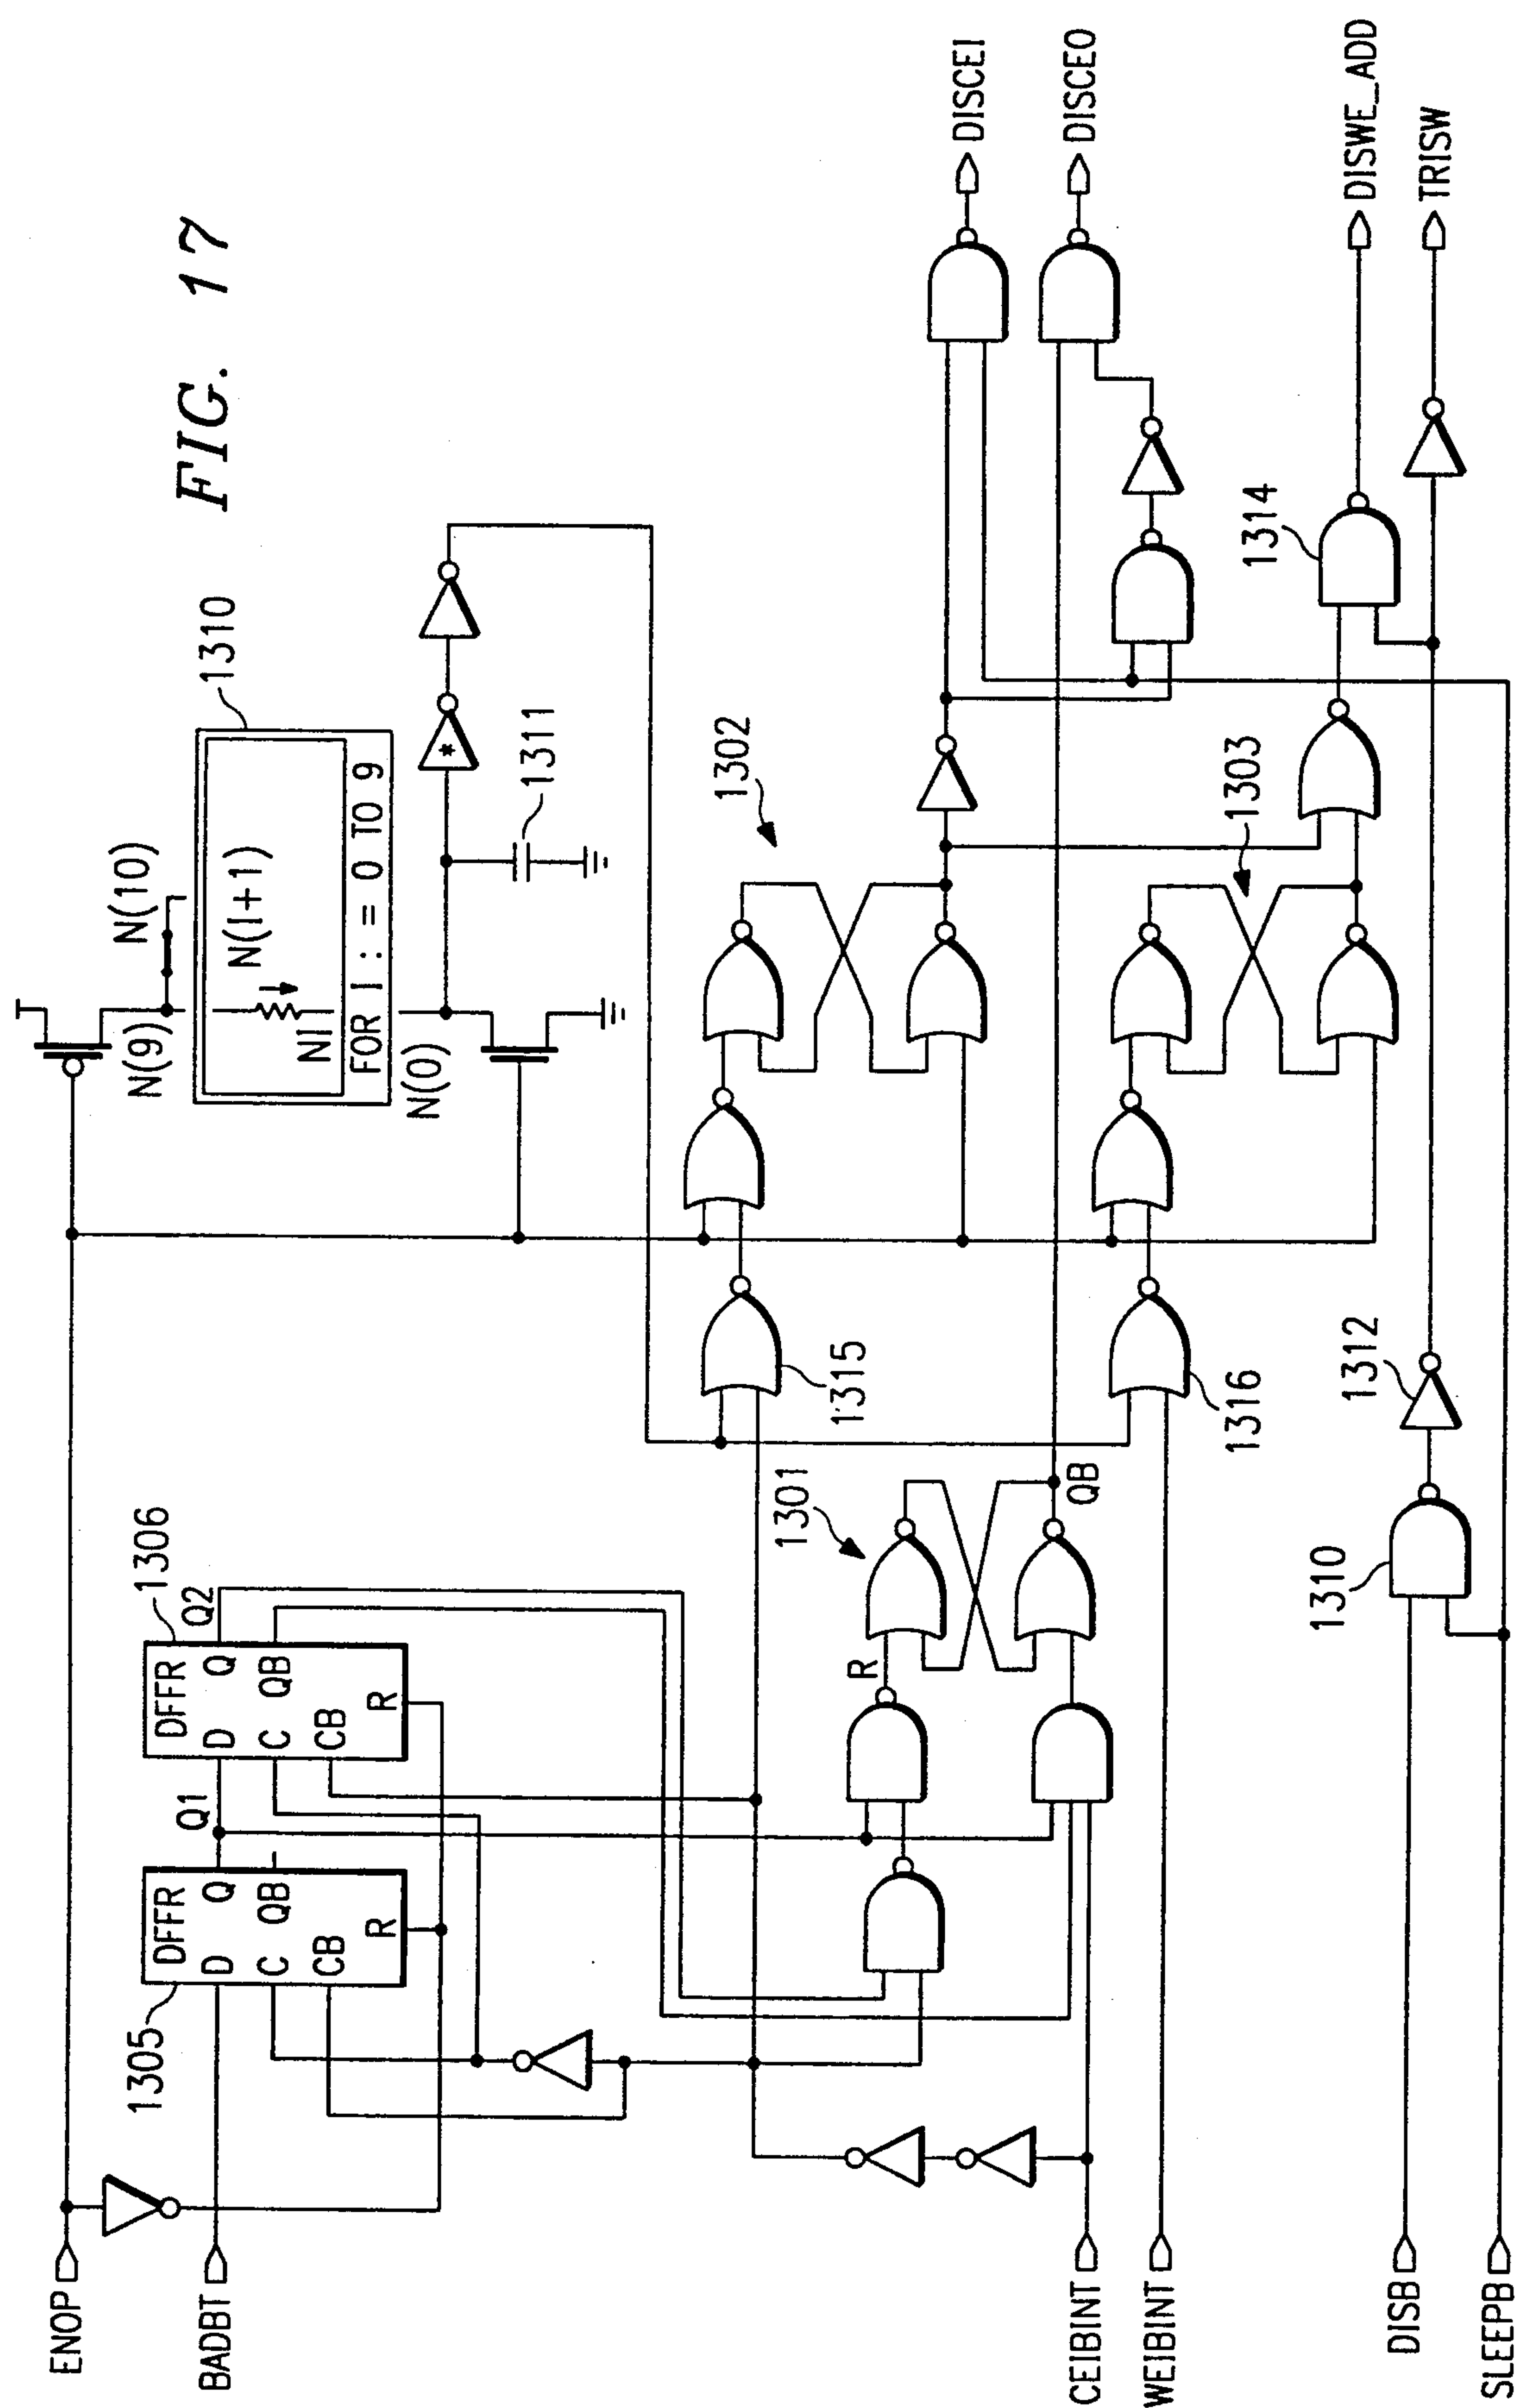 FIG. 17
ENOP
BADBT
CEIBINT
WEIBINT
DISB
SLEEPB
1305
DFFR
D
Q
C
QB
CB
R
Q1
1306
DFFR
D
Q
C
QB
CB
R
Q2
N(9)
N(10)
1310
N(I+1)
NI
FOR I : = 0 TO 9
N(0)
*
1311
1302
1303
1315
1316
1301
R
QB
1310
1312
1314
DISCEI
DISCEO
DISWE_ADD
TRISW